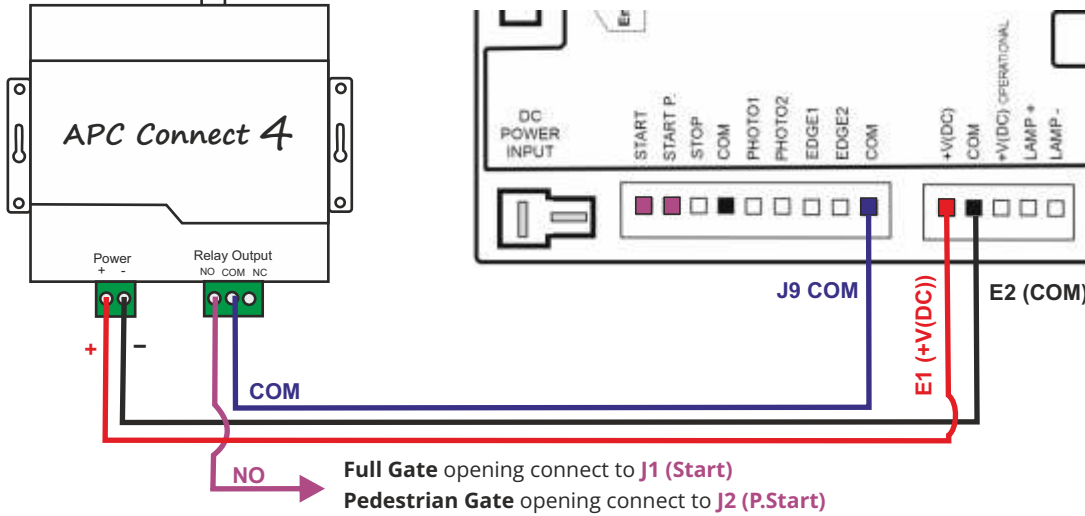 APC Connect 4
Power
+ -
Relay Output
NO COM NC
+
–
DC
POWER
INPUT
START
START P.
STOP
COM
PHOTO1
PHOTO2
EDGE1
EDGE2
COM
+V(DC)
COM
+V(DC) OPERATIONAL
LAMP +
LAMP -
J9 COM
E1 (+V(DC))
E2 (COM)
COM
NO
Full Gate opening connect to J1 (Start)
Pedestrian Gate opening connect to J2 (P.Start)